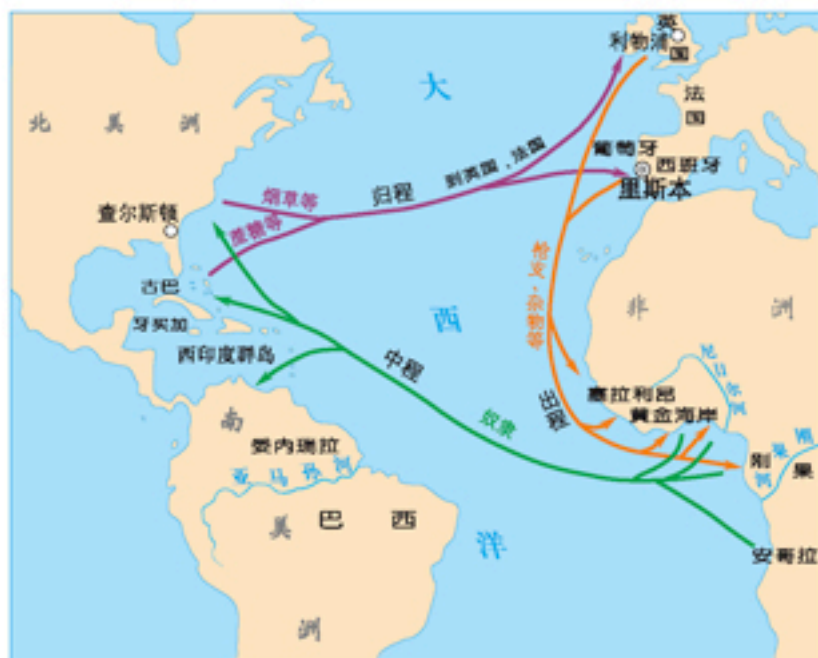 英
国
利物浦
大
法
国
北 美 洲
葡萄牙
西班牙
里斯本
到英国、法国
归程
烟草等
蔗糖等
查尔斯顿
枪支、杂物等
古巴
西
非 洲
牙买加
西印度群岛
中程
尼日尔河
塞拉利昂
黄金海岸
出程
奴隶
南
美
洲
委内瑞拉
亚马孙河
刚 果
刚果河
巴 西
洋
安哥拉